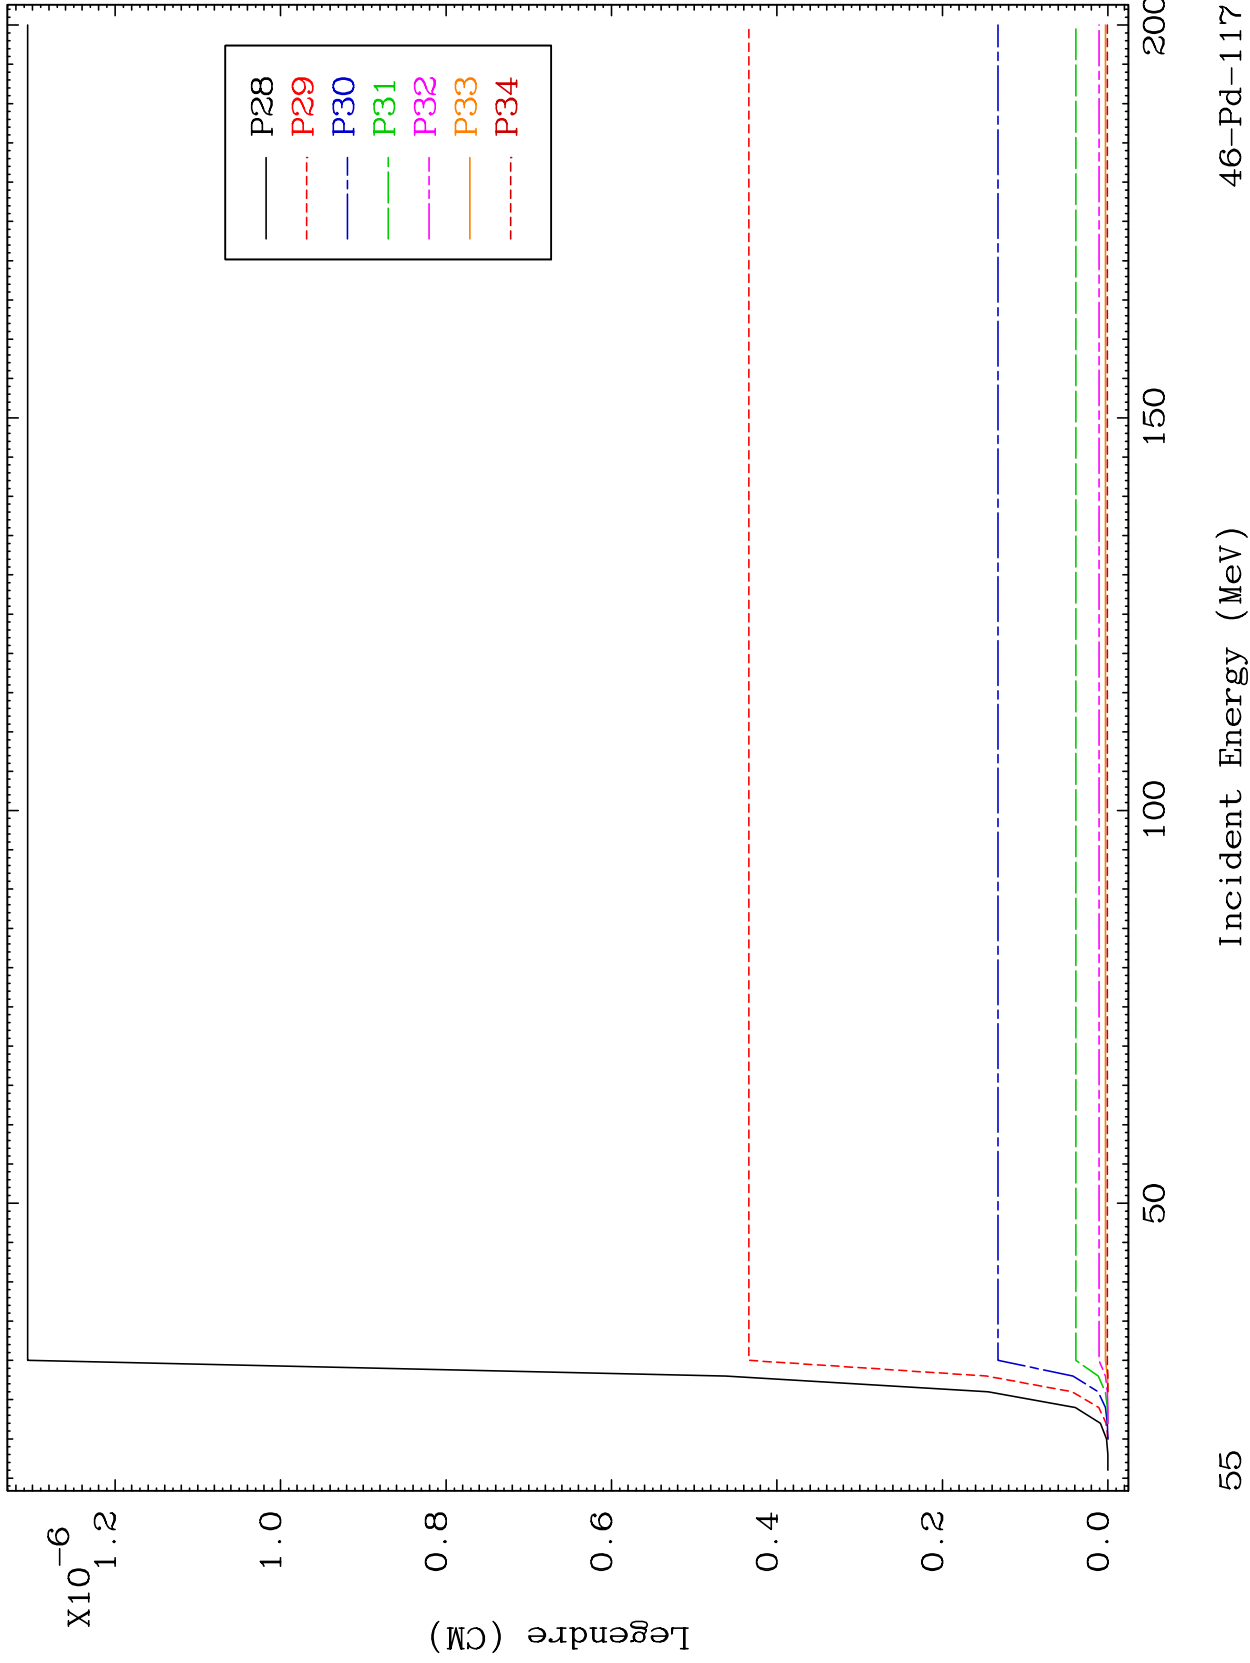 X10-6
1.2
1.0
0.8
0.6
0.4
0.2
0.0
Legendre (CM)
P28
P29
P30
P31
P32
P33
P34
50
100
150
200
Incident Energy (MeV)
55
46-Pd-117